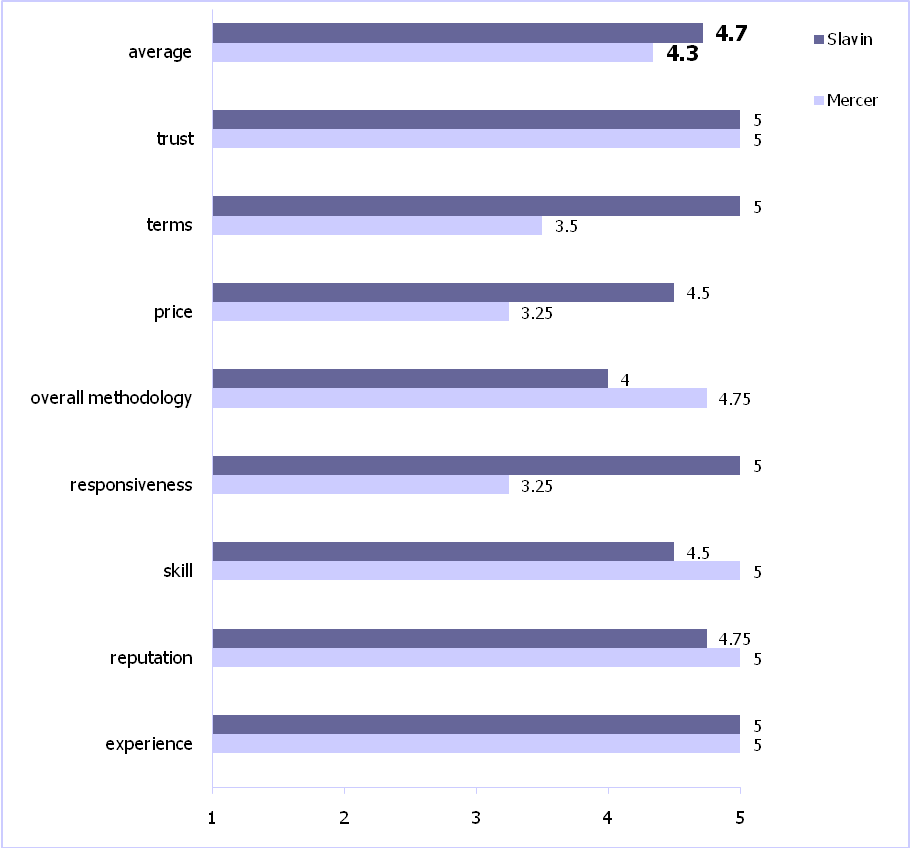 4.7
Slavin
average
4.3
Mercer
5
trust
5
5
terms
3.5
4.5
price
3.25
4
overall methodology
4.75
5
responsiveness
3.25
4.5
skill
5
4.75
reputation
5
5
experience
5
1 2 3 4 5